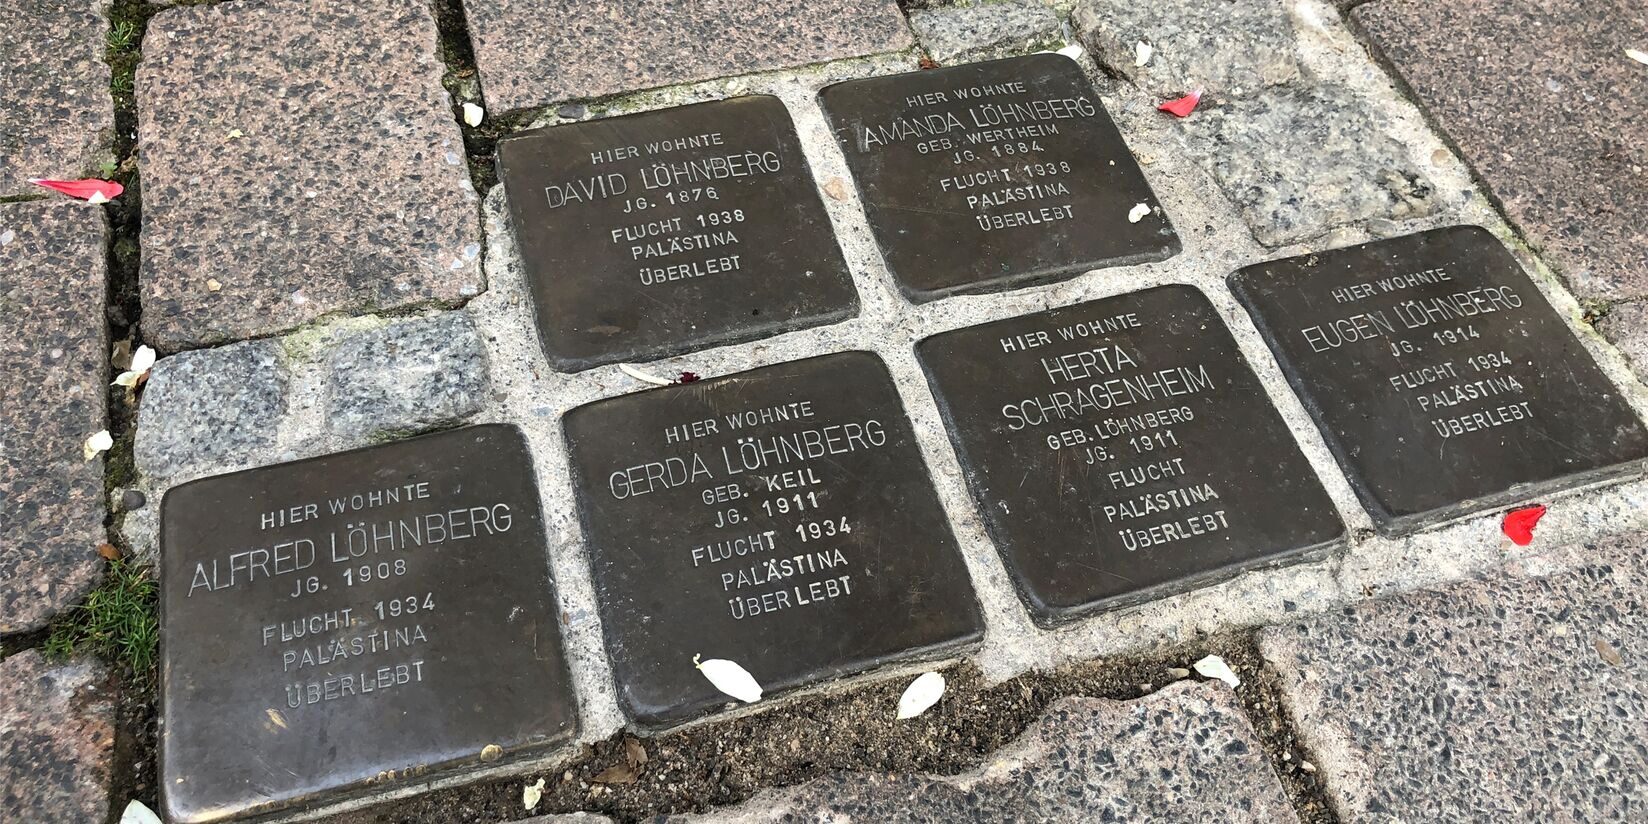 HIER WOHNTE
DAVID LÖHNBERG
JG. 1876
FLUCHT 1938
PALÄSTINA
ÜBERLEBT
HIER WOHNTE
AMANDA LÖHNBERG
GEB. WERTHEIM
JG. 1884
FLUCHT 1938
PALÄSTINA
ÜBERLEBT
HIER WOHNTE
ALFRED LÖHNBERG
JG. 1908
FLUCHT 1934
PALÄSTINA
ÜBERLEBT
HIER WOHNTE
GERDA LÖHNBERG
GEB. KEIL
JG. 1911
FLUCHT 1934
PALÄSTINA
ÜBERLEBT
HIER WOHNTE
HERTA
SCHRAGENHEIM
GEB. LÖHNBERG
JG. 1911
FLUCHT
PALÄSTINA
ÜBERLEBT
HIER WOHNTE
EUGEN LÖHNBERG
JG. 1914
FLUCHT 1934
PALÄSTINA
ÜBERLEBT